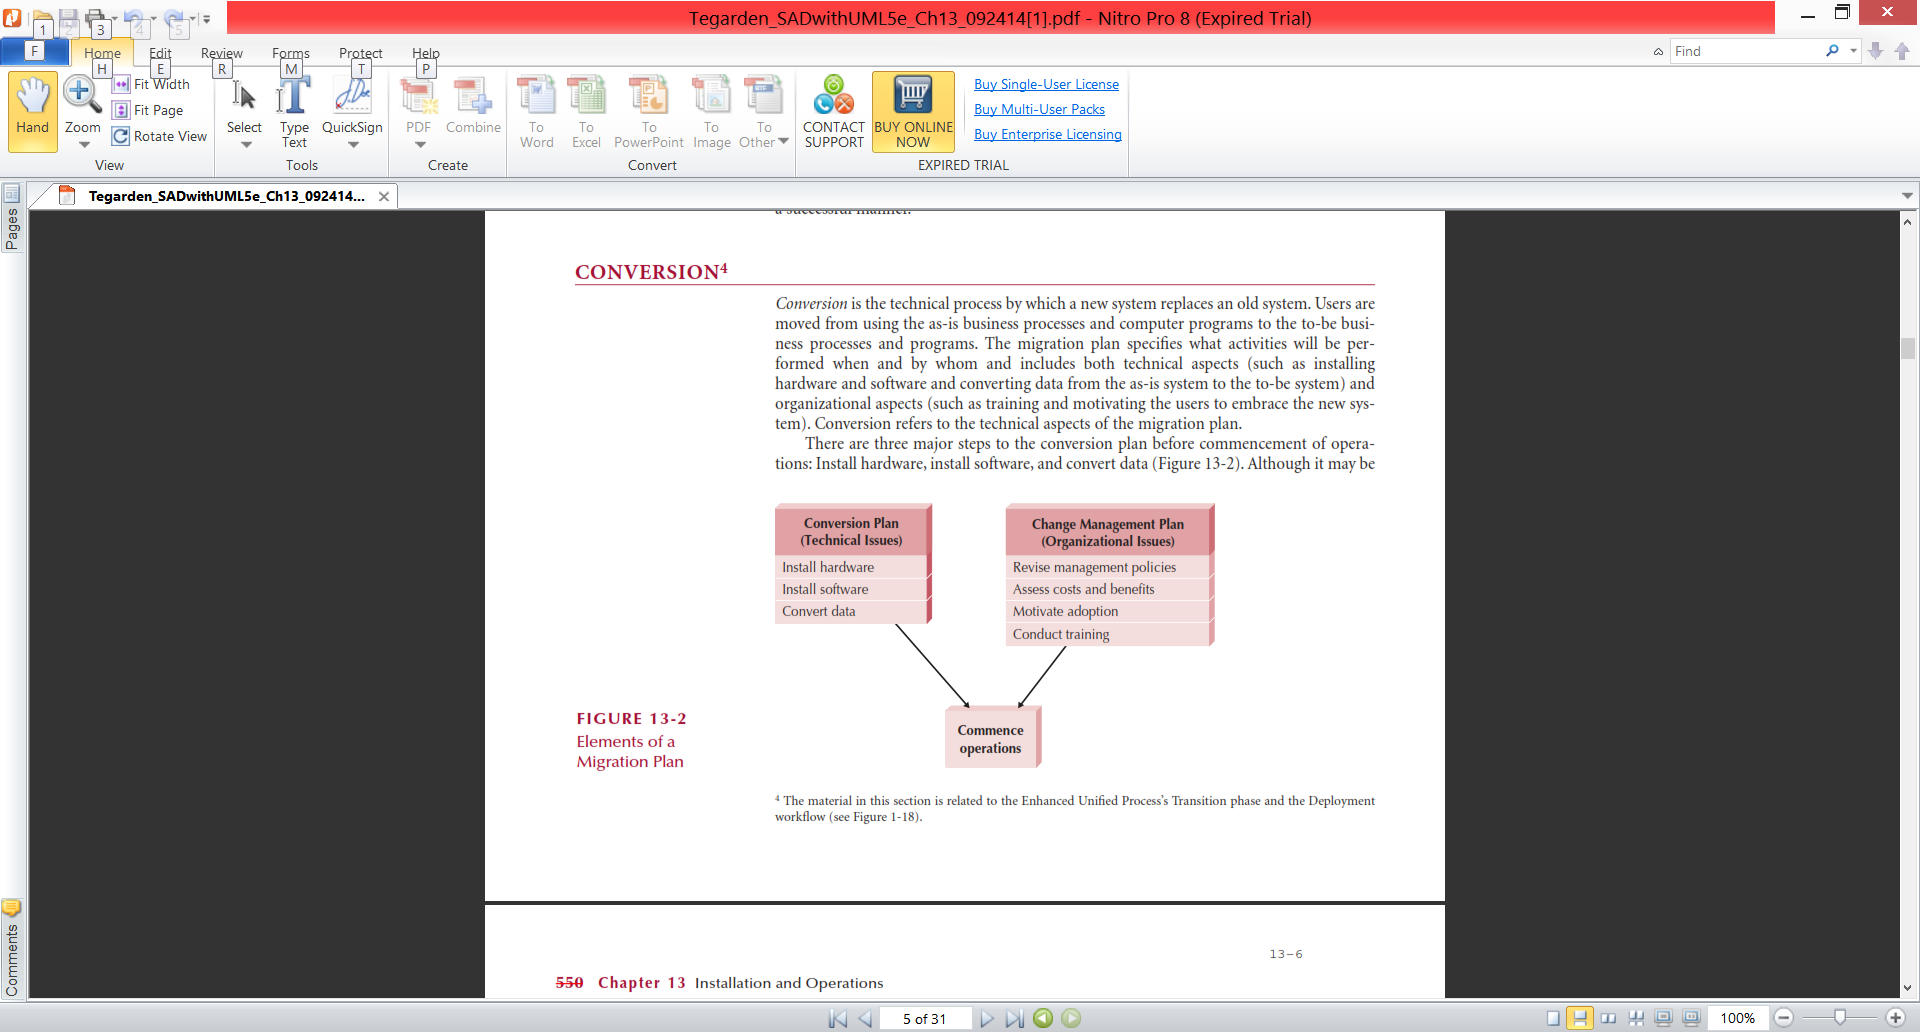 Tegarden_SADwithUML5e_Ch13_092414[1].pdf - Nitro Pro 8 (Expired Trial)
1 2 3 4 5
F
Home Edit Review Forms Protect Help
H E R M T P
Find
Hand
Zoom
Fit Width
Fit Page
Rotate View
View
Select
Type Text
QuickSign
Tools
PDF
Combine
Create
To Word
To Excel
To PowerPoint
To Image
To Other
Convert
CONTACT SUPPORT
BUY ONLINE NOW
Buy Single-User License
Buy Multi-User Packs
Buy Enterprise Licensing
EXPIRED TRIAL
Pages
Tegarden_SADwithUML5e_Ch13_092414...
a successful manner.
CONVERSION⁴
Conversion is the technical process by which a new system replaces an old system. Users are
moved from using the as-is business processes and computer programs to the to-be busi-
ness processes and programs. The migration plan specifies what activities will be per-
formed when and by whom and includes both technical aspects (such as installing
hardware and software and converting data from the as-is system to the to-be system) and
organizational aspects (such as training and motivating the users to embrace the new sys-
tem). Conversion refers to the technical aspects of the migration plan.
There are three major steps to the conversion plan before commencement of opera-
tions: Install hardware, install software, and convert data (Figure 13-2). Although it may be
Conversion Plan
(Technical Issues)
Install hardware
Install software
Convert data
Change Management Plan
(Organizational Issues)
Revise management policies
Assess costs and benefits
Motivate adoption
Conduct training
Commence
operations
FIGURE 13-2
Elements of a
Migration Plan
⁴ The material in this section is related to the Enhanced Unified Process's Transition phase and the Deployment
workflow (see Figure 1-18).
13–6
550 Chapter 13 Installation and Operations
Comments
5 of 31
100%